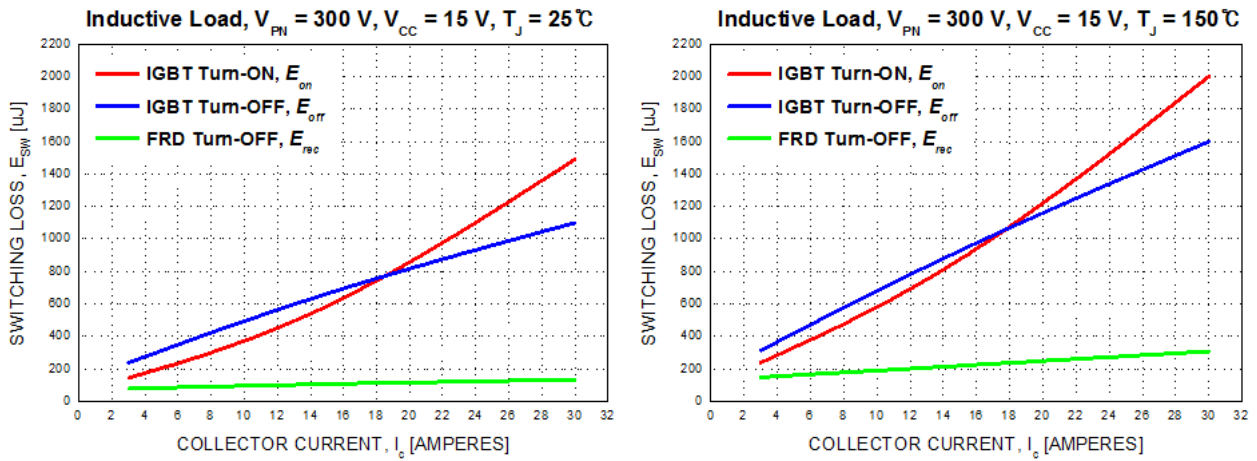 Inductive Load, VPN = 300 V, VCC = 15 V, TJ = 25℃
2200
2000
1800
1600
1400
1200
1000
800
600
400
200
0
SWITCHING LOSS, ESW [uJ]
IGBT Turn-ON, Eon
IGBT Turn-OFF, Eoff
FRD Turn-OFF, Erec
0 2 4 6 8 10 12 14 16 18 20 22 24 26 28 30 32
COLLECTOR CURRENT, Ic [AMPERES]
Inductive Load, VPN = 300 V, VCC = 15 V, TJ = 150℃
2200
2000
1800
1600
1400
1200
1000
800
600
400
200
0
SWITCHING LOSS, ESW [uJ]
IGBT Turn-ON, Eon
IGBT Turn-OFF, Eoff
FRD Turn-OFF, Erec
0 2 4 6 8 10 12 14 16 18 20 22 24 26 28 30 32
COLLECTOR CURRENT, Ic [AMPERES]